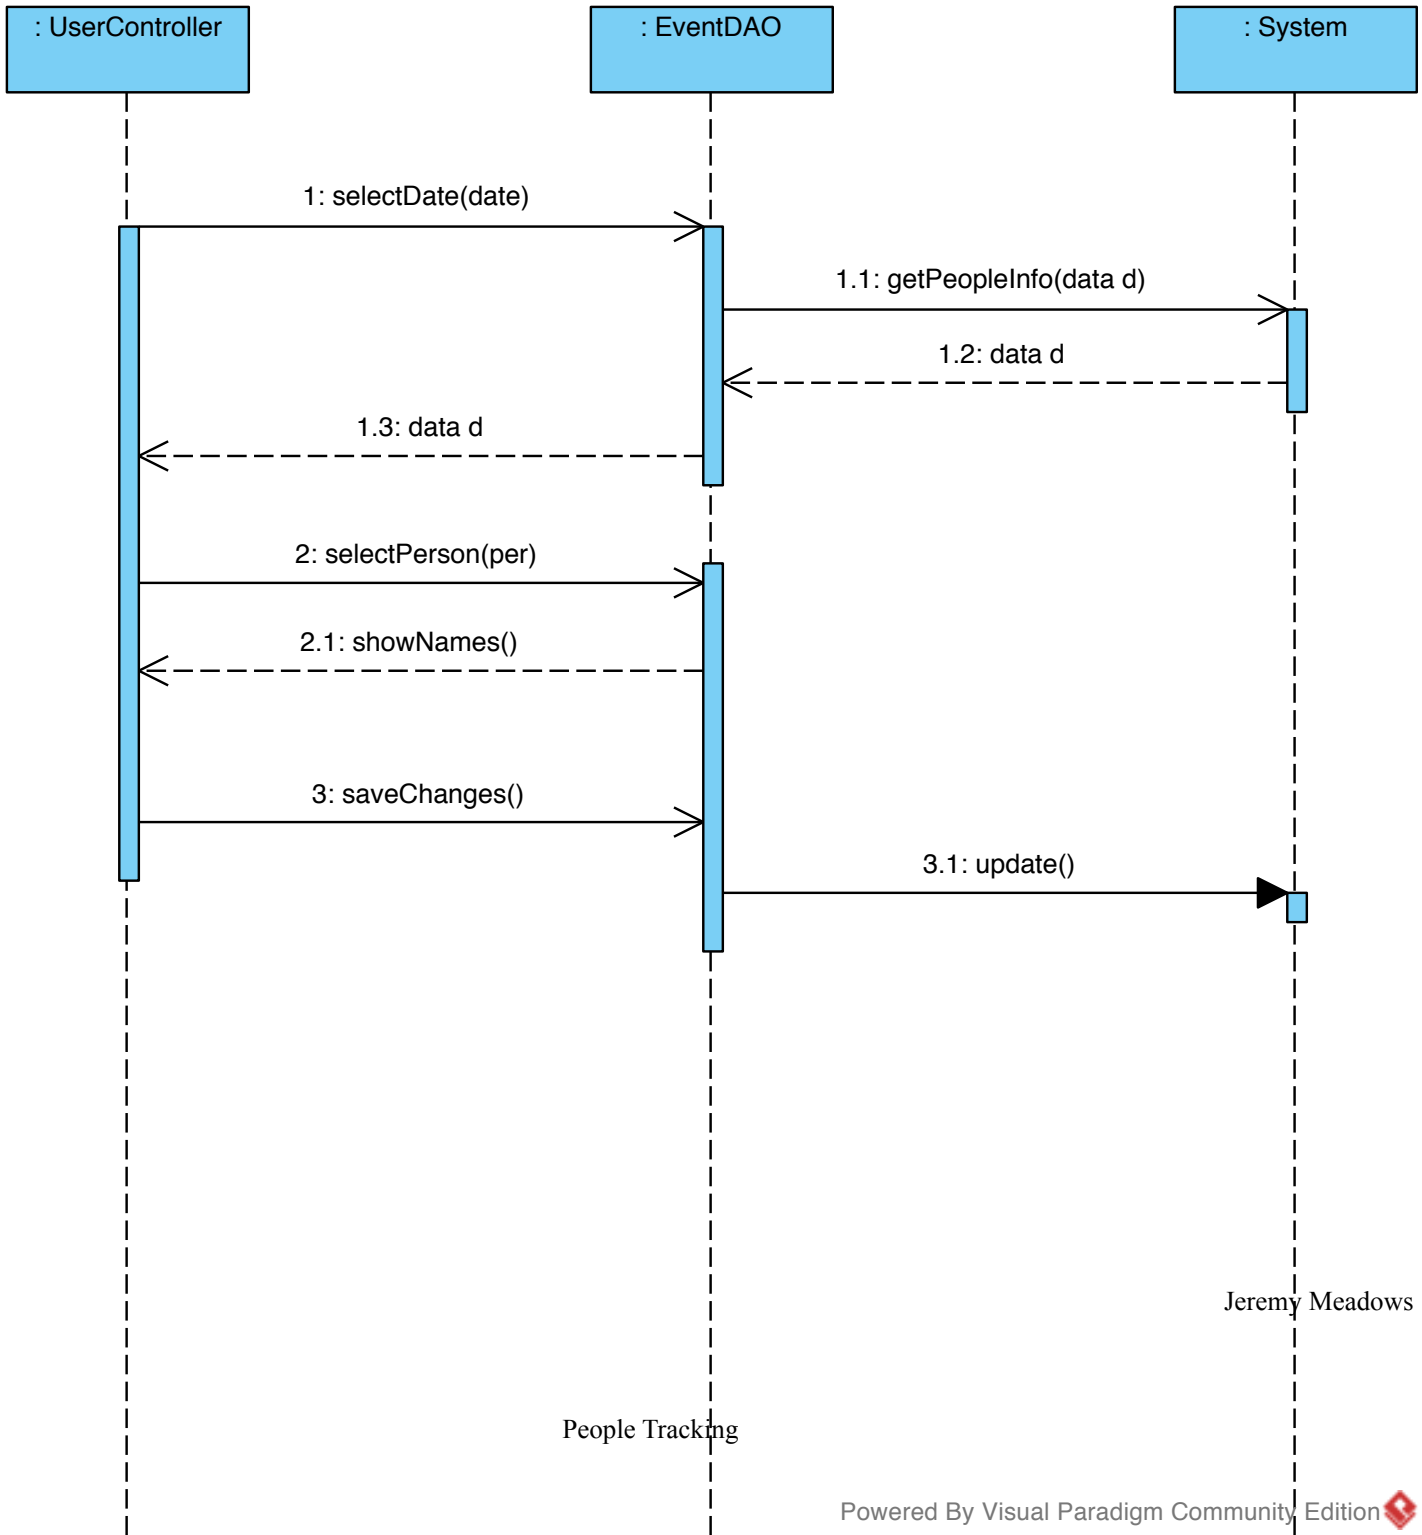 : UserController
: EventDAO
: System
1: selectDate(date)
1.1: getPeopleInfo(data d)
1.2: data d
1.3: data d
2: selectPerson(per)
2.1: showNames()
3: saveChanges()
3.1: update()
Jeremy Meadows
People Tracking
Powered By Visual Paradigm Community Edition